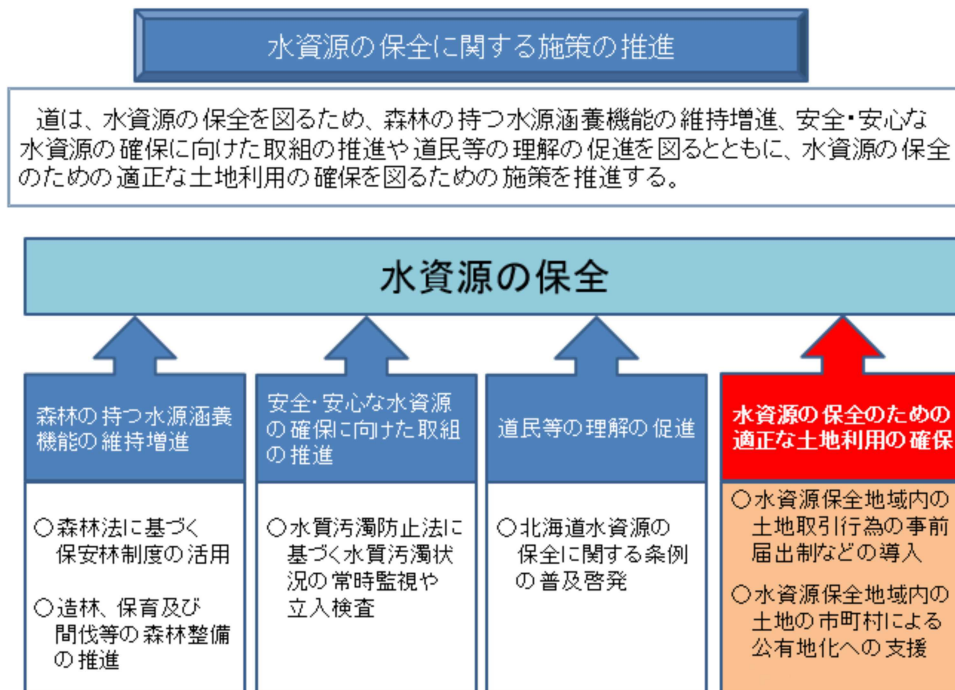 水資源の保全に関する施策の推進
道は、水資源の保全を図るため、森林の持つ水源涵養機能の維持増進、安全・安心な
水資源の確保に向けた取組の推進や道民等の理解の促進を図るとともに、水資源の保全
のための適正な土地利用の確保を図るための施策を推進する。
水資源の保全
森林の持つ水源涵養
機能の維持増進
○森林法に基づく
保安林制度の活用
○造林、保育及び
間伐等の森林整備
の推進
安全・安心な水資源
の確保に向けた取組
の推進
○水質汚濁防止法に
基づく水質汚濁状
況の常時監視や
立入検査
道民等の理解の促進
○北海道水資源の
保全に関する条例
の普及啓発
水資源の保全のための
適正な土地利用の確保
○水資源保全地域内の
土地取引行為の事前
届出制などの導入
○水資源保全地域内の
土地の市町村による
公有地化への支援